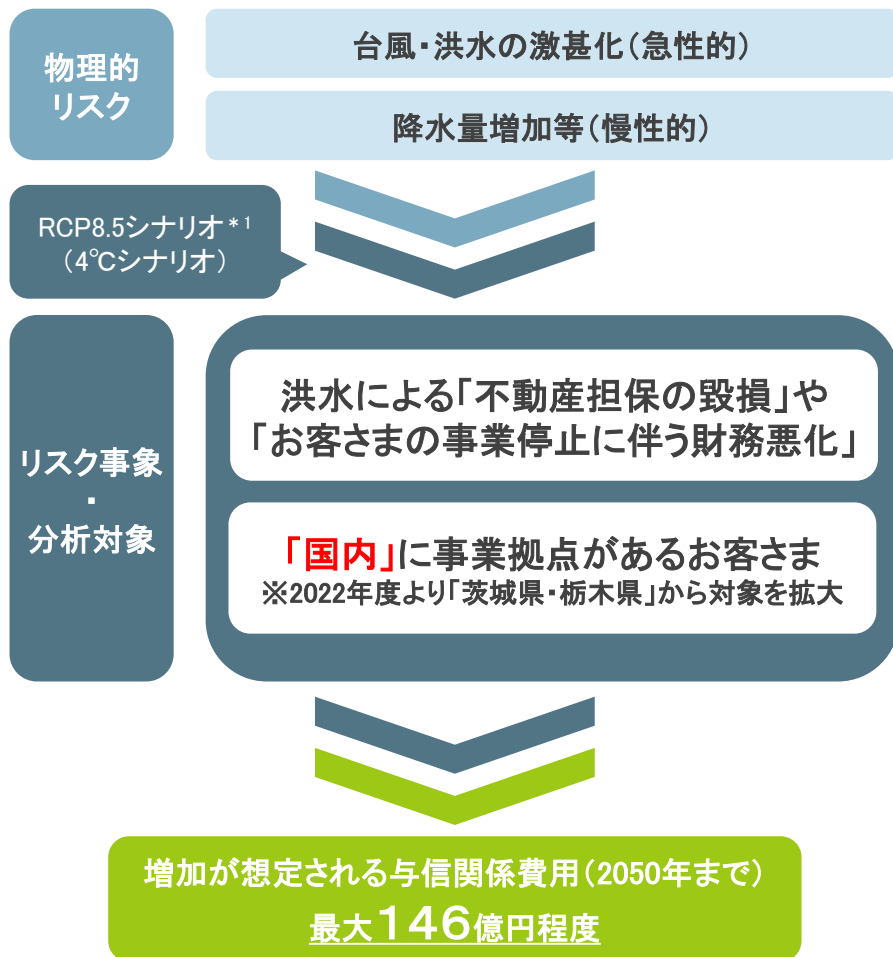 物理的
リスク
台風・洪水の激甚化(急性的)
降水量増加等(慢性的)
RCP8.5シナリオ*1
(4℃シナリオ)
リスク事象
・
分析対象
洪水による「不動産担保の毀損」や
「お客さまの事業停止に伴う財務悪化」
「国内」に事業拠点があるお客さま
※2022年度より「茨城県・栃木県」から対象を拡大
増加が想定される与信関係費用(2050年まで)
最大146億円程度